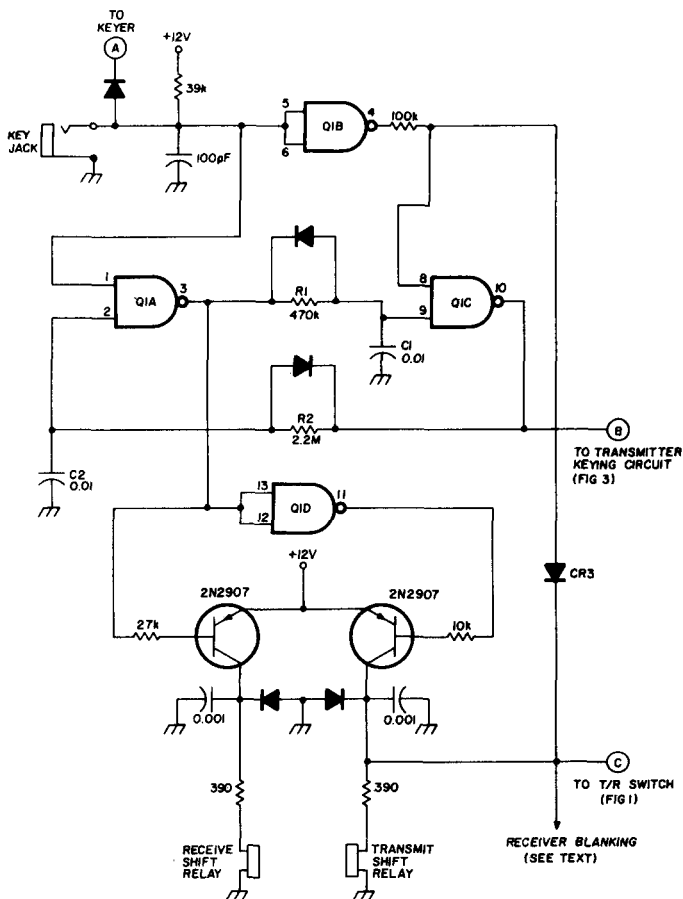 TO
KEYER
A
+12V
39k
KEY
JACK
100pF
5
6
Q1B
4
100k
1
2
Q1A
3
R1
470k
8
9
Q1C
10
C1
0.01
R2
2.2M
B
TO TRANSMITTER
KEYING CIRCUIT
(FIG 3)
C2
0.01
13
12
Q1D
11
+12V
2N2907
2N2907
CR3
27k
10k
0.001
0.001
C
TO T/R SWITCH
(FIG 1)
390
390
RECEIVE
SHIFT
RELAY
TRANSMIT
SHIFT
RELAY
RECEIVER BLANKING
(SEE TEXT)